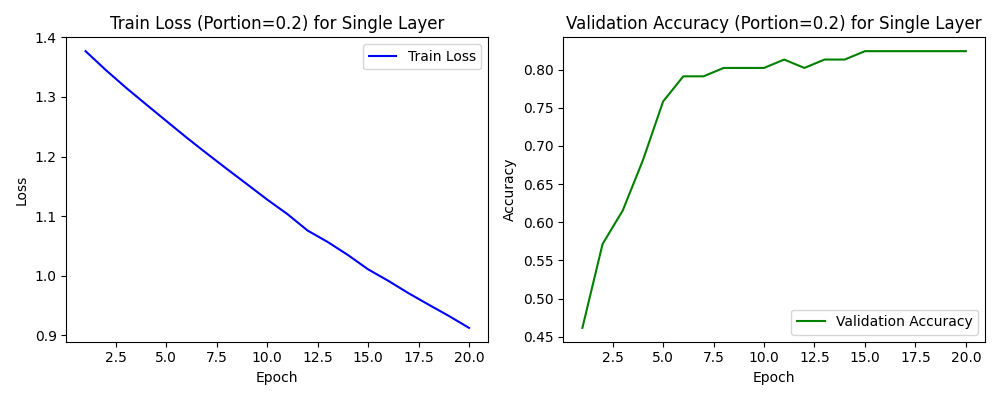 Train Loss (Portion=0.2) for Single Layer
Train Loss
1.4
1.3
1.2
1.1
1.0
0.9
Loss
2.5 5.0 7.5 10.0 12.5 15.0 17.5 20.0
Epoch
Validation Accuracy (Portion=0.2) for Single Layer
0.80
0.75
0.70
0.65
0.60
0.55
0.50
0.45
Accuracy
Validation Accuracy
2.5 5.0 7.5 10.0 12.5 15.0 17.5 20.0
Epoch